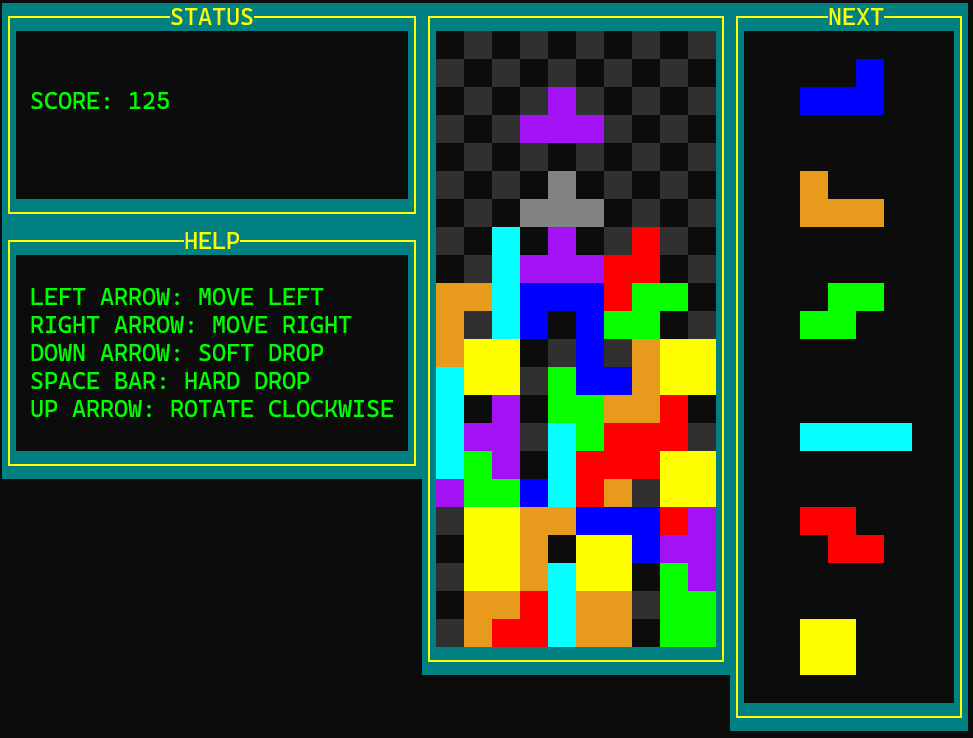 STATUS
SCORE: 125
HELP
LEFT ARROW: MOVE LEFT
RIGHT ARROW: MOVE RIGHT
DOWN ARROW: SOFT DROP
SPACE BAR: HARD DROP
UP ARROW: ROTATE CLOCKWISE
NEXT